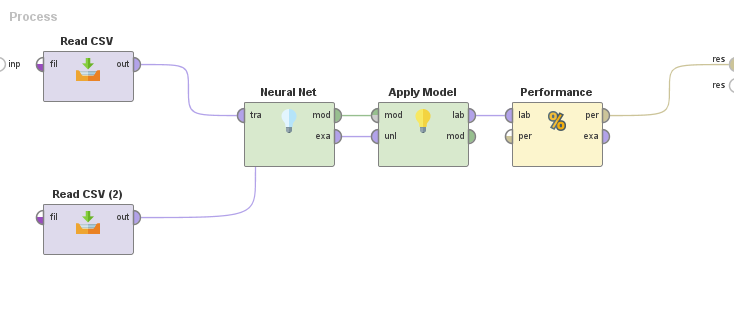 Process
Read CSV
inp
fil
out
res
res
Neural Net
tra
mod
exa
Apply Model
mod
lab
unl
mod
Performance
lab
per
per
exa
Read CSV (2)
fil
out